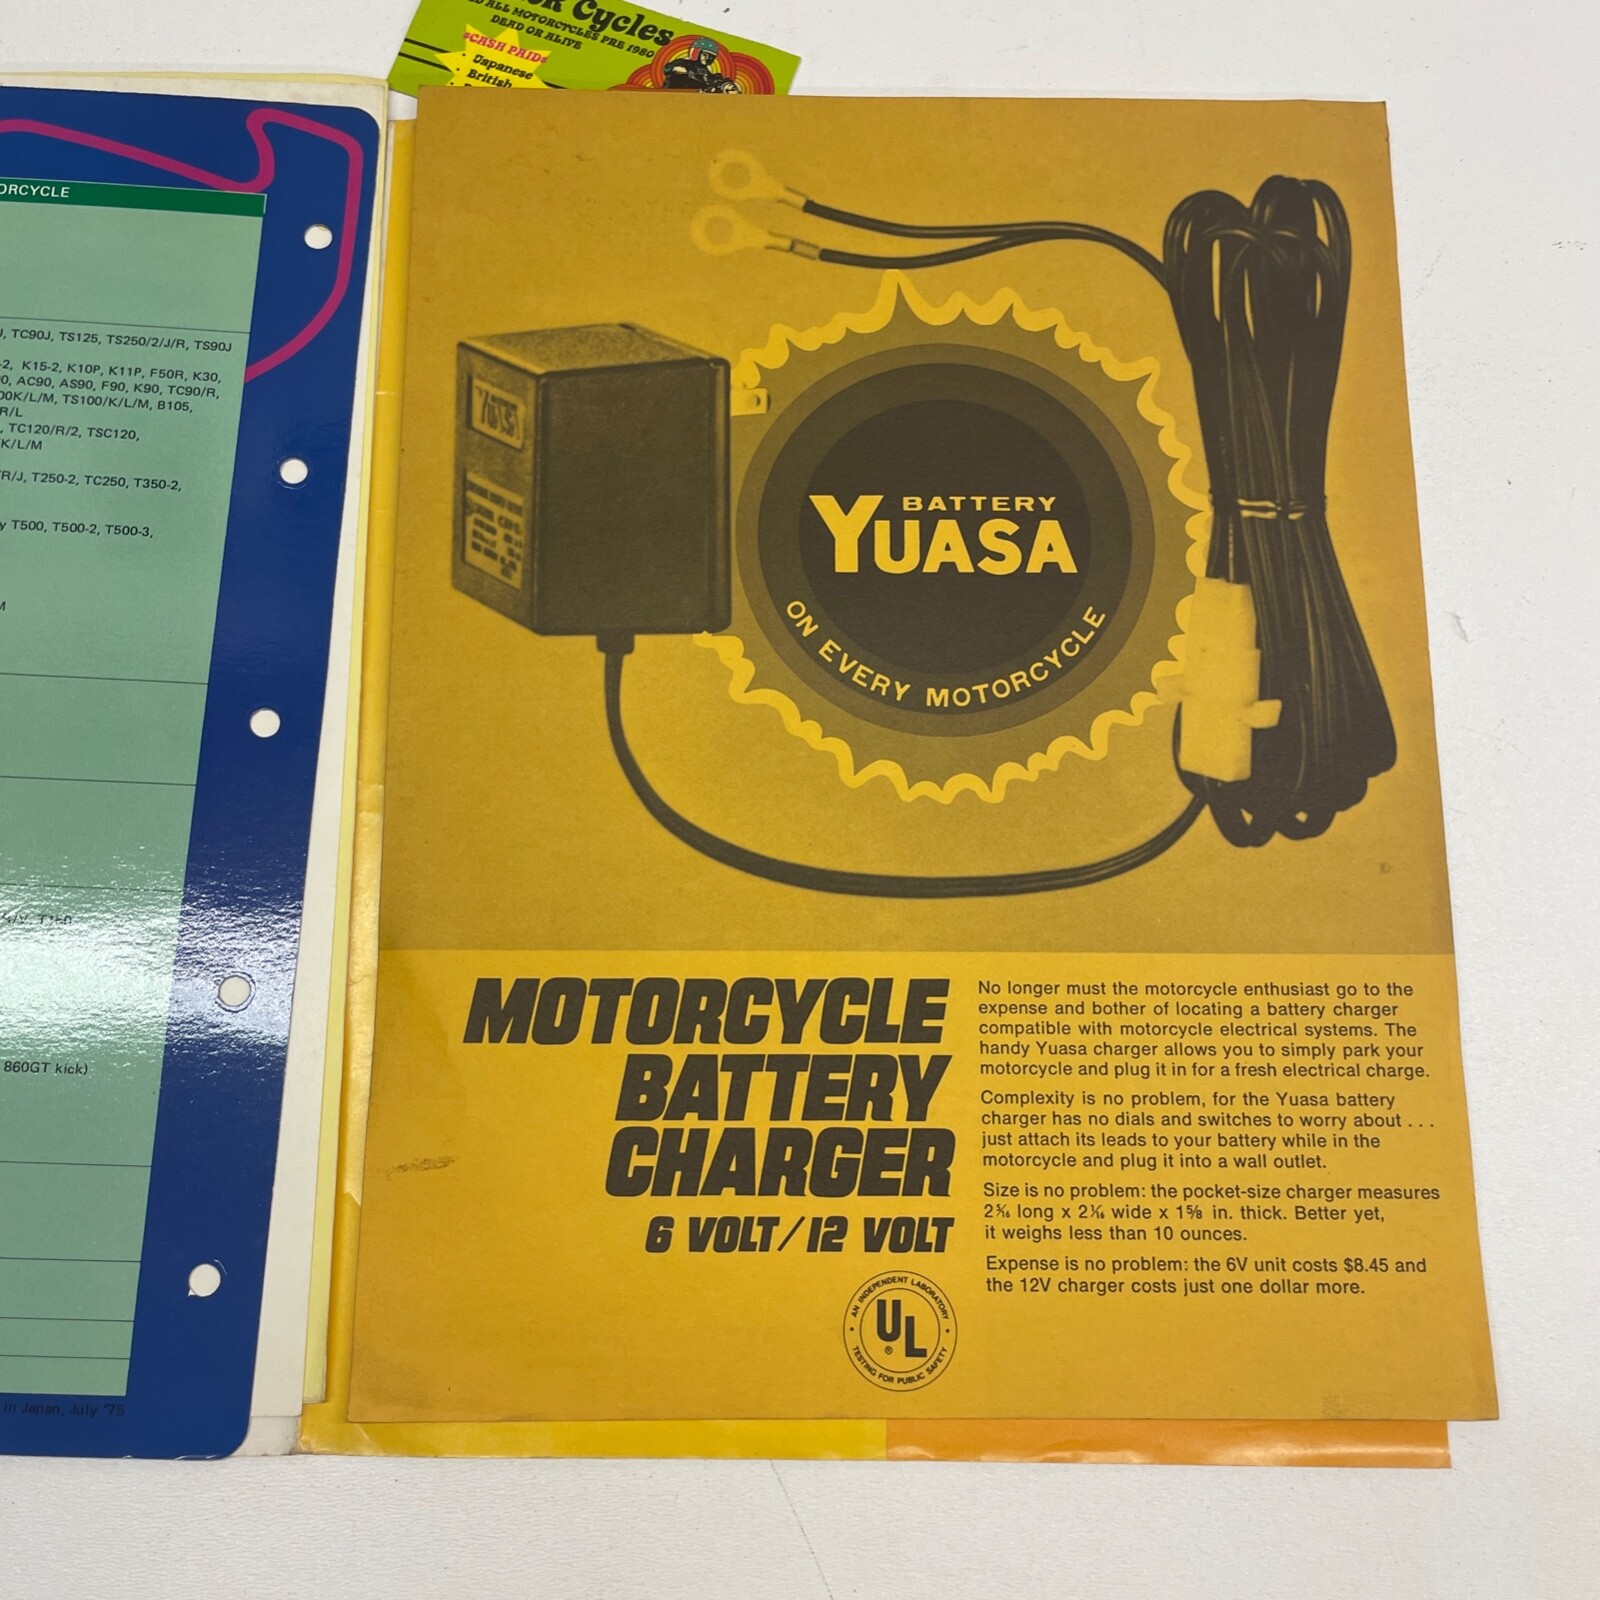 Cycles
ALL MOTORCYCLES PRE 1980
DEAD OR ALIVE
CASH PAID
Japanese
British
ORCYCLE
J, TC90J, TS125, TS250/2/J/R, TS90J
-2, K15-2, K10P, K11P, F50R, K30,
AC90, AS90, F90, K90, TC90/R,
00K/L/M, TS100/K/L/M, B105,
R/L
, TC120/R/2, TSC120,
K/L/M
/R/J, T250-2, TC250, T350-2,
y T500, T500-2, T500-3,
M
860GT kick)
in Japan, July '75
YUASA
BATTERY
YUASA
ON EVERY MOTORCYCLE
MOTORCYCLE
BATTERY
CHARGER
6 VOLT/12 VOLT
AN INDEPENDENT LABORATORY
UL
®
TESTING FOR PUBLIC SAFETY
No longer must the motorcycle enthusiast go to the
expense and bother of locating a battery charger
compatible with motorcycle electrical systems. The
handy Yuasa charger allows you to simply park your
motorcycle and plug it in for a fresh electrical charge.
Complexity is no problem, for the Yuasa battery
charger has no dials and switches to worry about . . .
just attach its leads to your battery while in the
motorcycle and plug it into a wall outlet.
Size is no problem: the pocket-size charger measures
long x 2 1/16 wide x 1 5/8 in. thick. Better yet,
it weighs less than 10 ounces.
Expense is no problem: the 6V unit costs $8.45 and
the 12V charger costs just one dollar more.